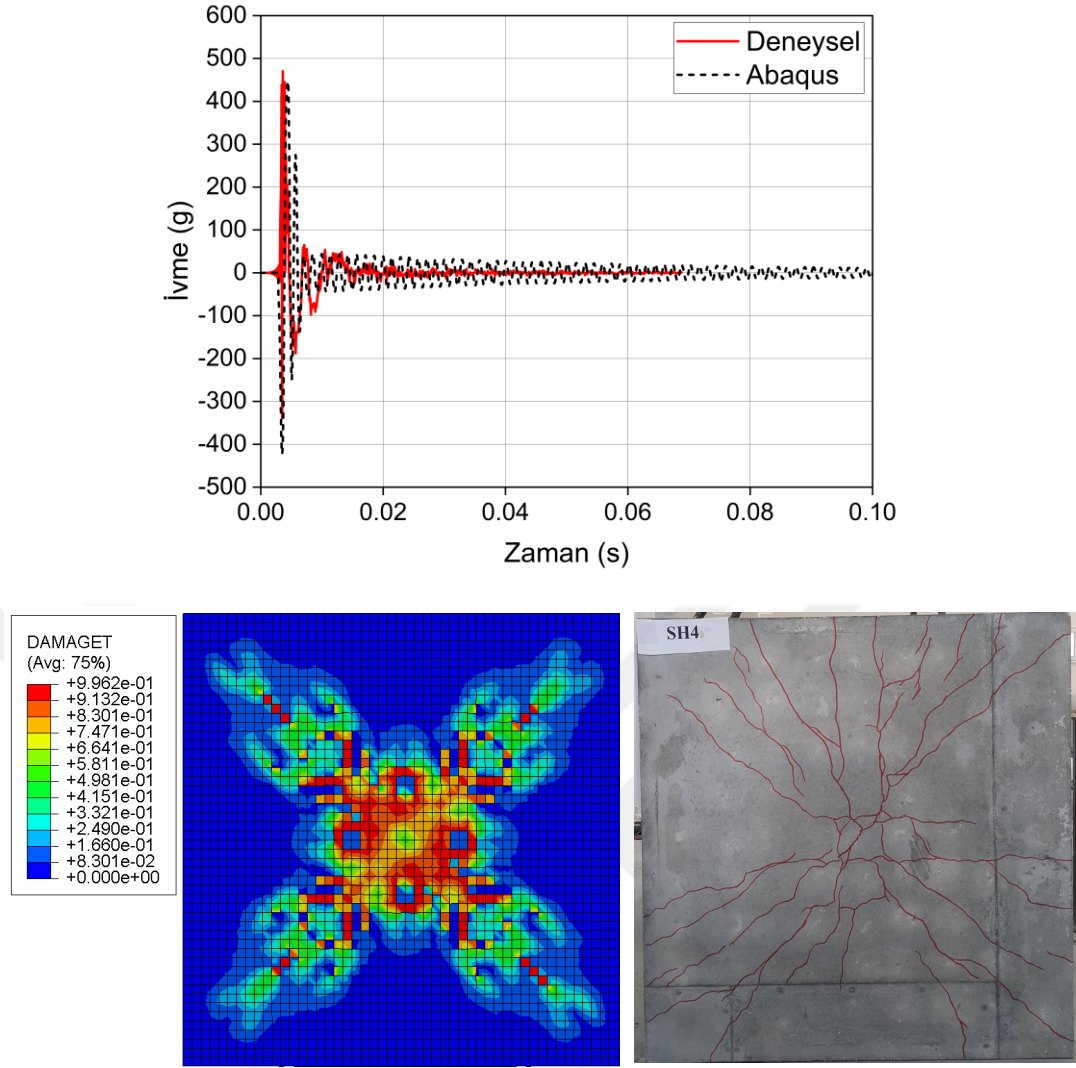 600
500
400
300
200
100
0
-100
-200
-300
-400
-500
İvme (g)
Deneysel
Abaqus
0.00 0.02 0.04 0.06 0.08 0.10
Zaman (s)
DAMAGET
(Avg: 75%)
+9.962e-01
+9.132e-01
+8.301e-01
+7.471e-01
+6.641e-01
+5.811e-01
+4.981e-01
+4.151e-01
+3.321e-01
+2.490e-01
+1.660e-01
+8.301e-02
+0.000e+00
SH4